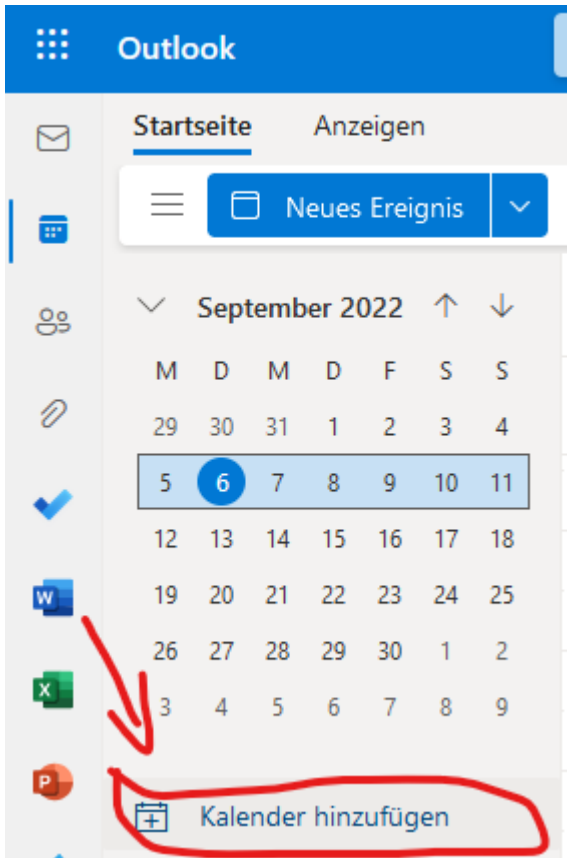 Outlook
Startseite Anzeigen
Neues Ereignis
September 2022
M D M D F S S
29 30 31 1 2 3 4
5 6 7 8 9 10 11
12 13 14 15 16 17 18
19 20 21 22 23 24 25
26 27 28 29 30 1 2
3 4 5 6 7 8 9
Kalender hinzufügen
W
X
P